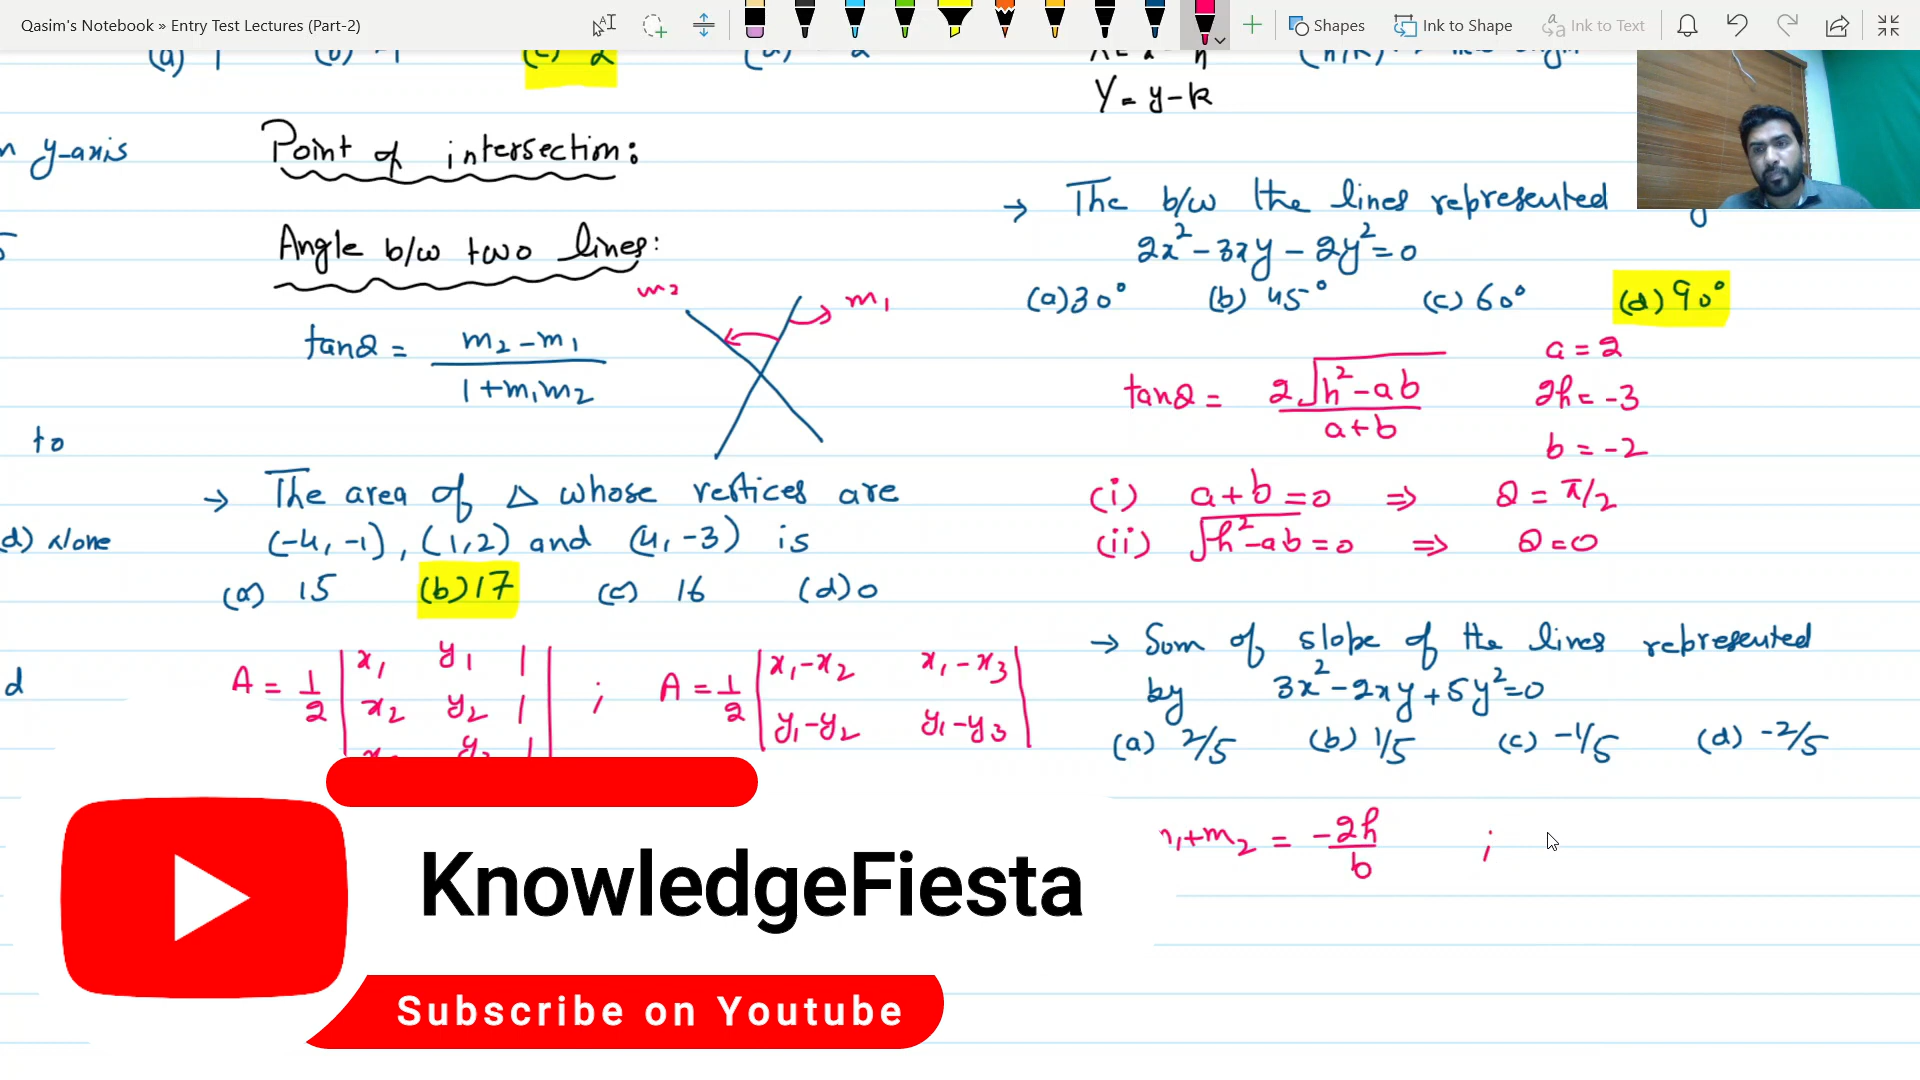 Qasim's Notebook » Entry Test Lectures (Part-2)
Shapes
Ink to Shape
Ink to Text
(a) 1
(c) 2
Y = y-k
y-axis
Point of intersection:
Angle b/w two lines:
m2
m1
tanθ = m2-m1 / 1+m1m2
to
(d) None
d
→ The area of Δ whose vertices are
(-4, -1), (1,2) and (4, -3) is
(a) 15 (b) 17 (c) 16 (d) 0
A = 1/2 | x1 y1 1
x2 y2 1 | ; A = 1/2 | x1-x2 x1-x3
y1-y2 y1-y3 |
→ The b/w the lines represented
2x²-3xy-2y²=0
(a) 30° (b) 45° (c) 60° (d) 90°
a = 2
tanθ = 2√h²-ab / a+b
2h = -3
b = -2
(i) a+b=0 ⇒ θ = π/2
(ii) √h²-ab=0 ⇒ θ=0
→ Sum of slope of the lines represented
by 3x²-2xy+5y²=0
(a) 2/5 (b) 1/5 (c) -1/5 (d) -2/5
1+m2 = -2h/b ;
KnowledgeFiesta
Subscribe on Youtube